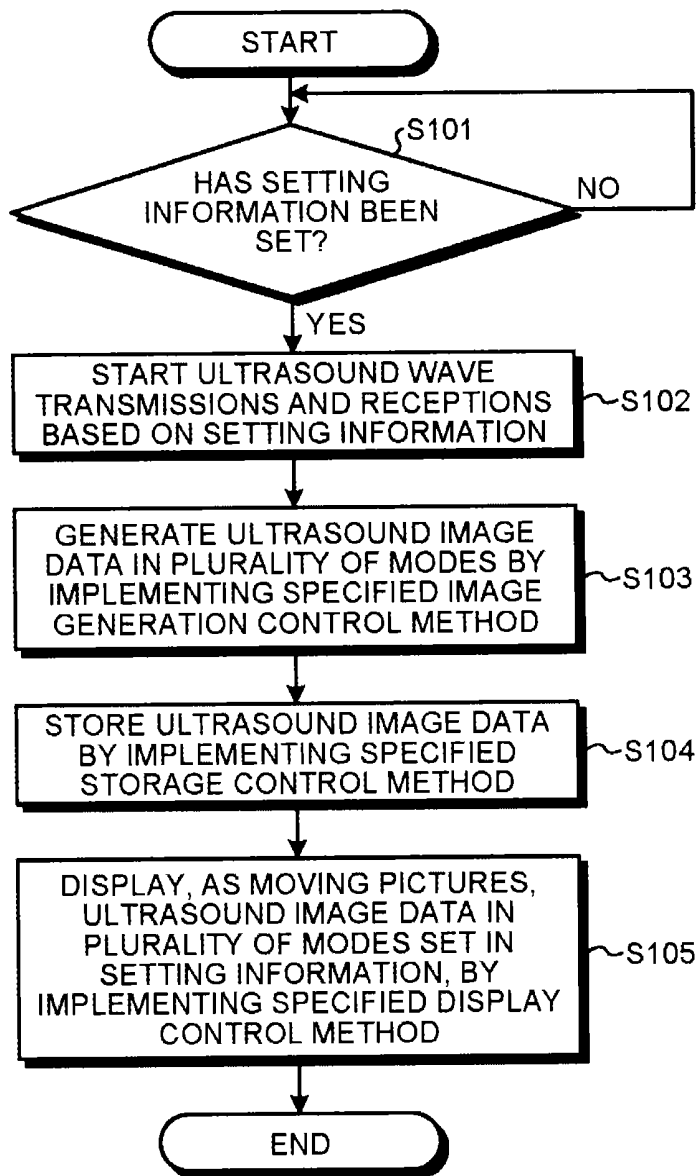 START
S101
HAS SETTING
INFORMATION BEEN
SET?
NO
YES
START ULTRASOUND WAVE
TRANSMISSIONS AND RECEPTIONS
BASED ON SETTING INFORMATION
S102
GENERATE ULTRASOUND IMAGE
DATA IN PLURALITY OF MODES BY
IMPLEMENTING SPECIFIED IMAGE
GENERATION CONTROL METHOD
S103
STORE ULTRASOUND IMAGE DATA
BY IMPLEMENTING SPECIFIED
STORAGE CONTROL METHOD
S104
DISPLAY, AS MOVING PICTURES,
ULTRASOUND IMAGE DATA IN
PLURALITY OF MODES SET IN
SETTING INFORMATION, BY
IMPLEMENTING SPECIFIED DISPLAY
CONTROL METHOD
S105
END